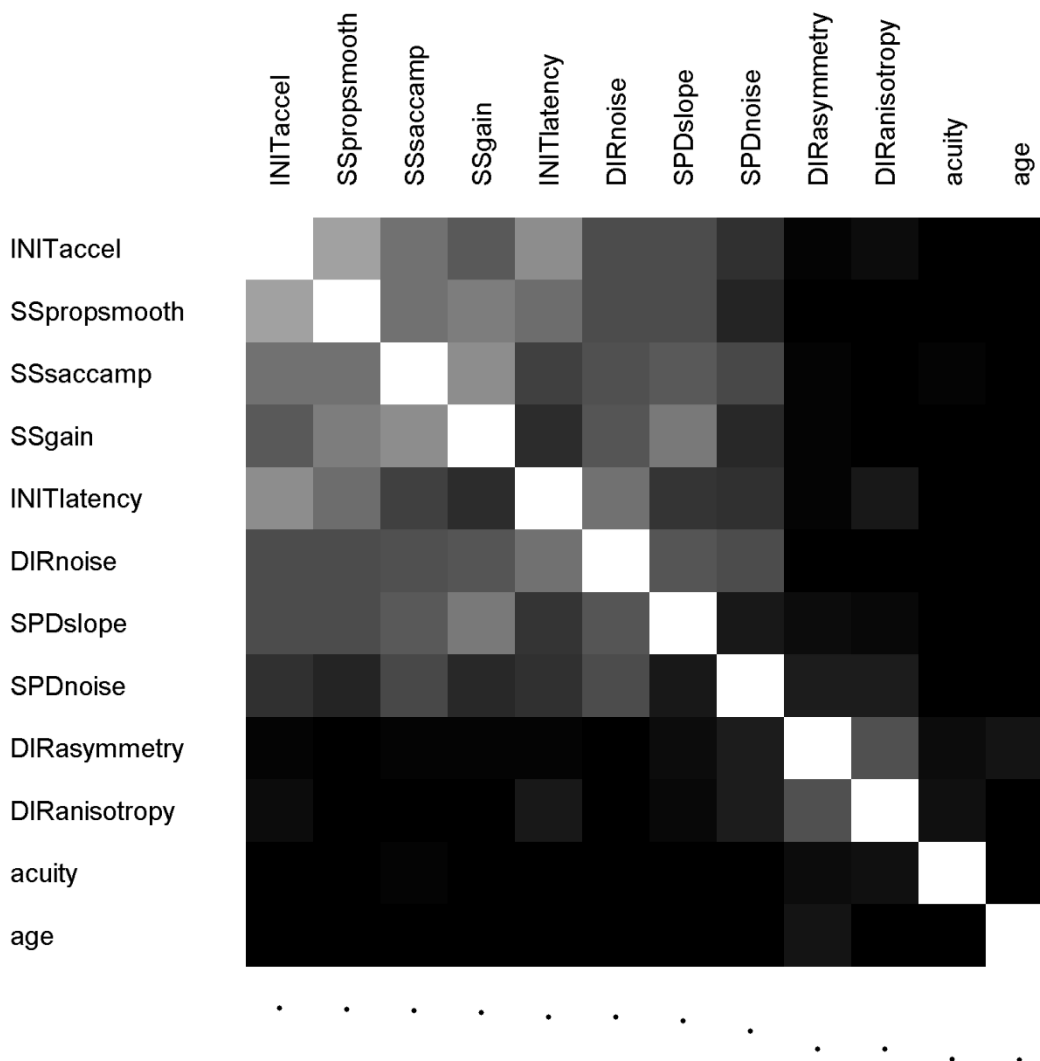 INITaccel
SSpropsmooth
SSsaccamp
SSgain
INITlatency
DIRnoise
SPDslope
SPDnoise
DIRasymmetry
DIRanisotropy
acuity
age
INITaccel
SSpropsmooth
SSsaccamp
SSgain
INITlatency
DIRnoise
SPDslope
SPDnoise
DIRasymmetry
DIRanisotropy
acuity
age